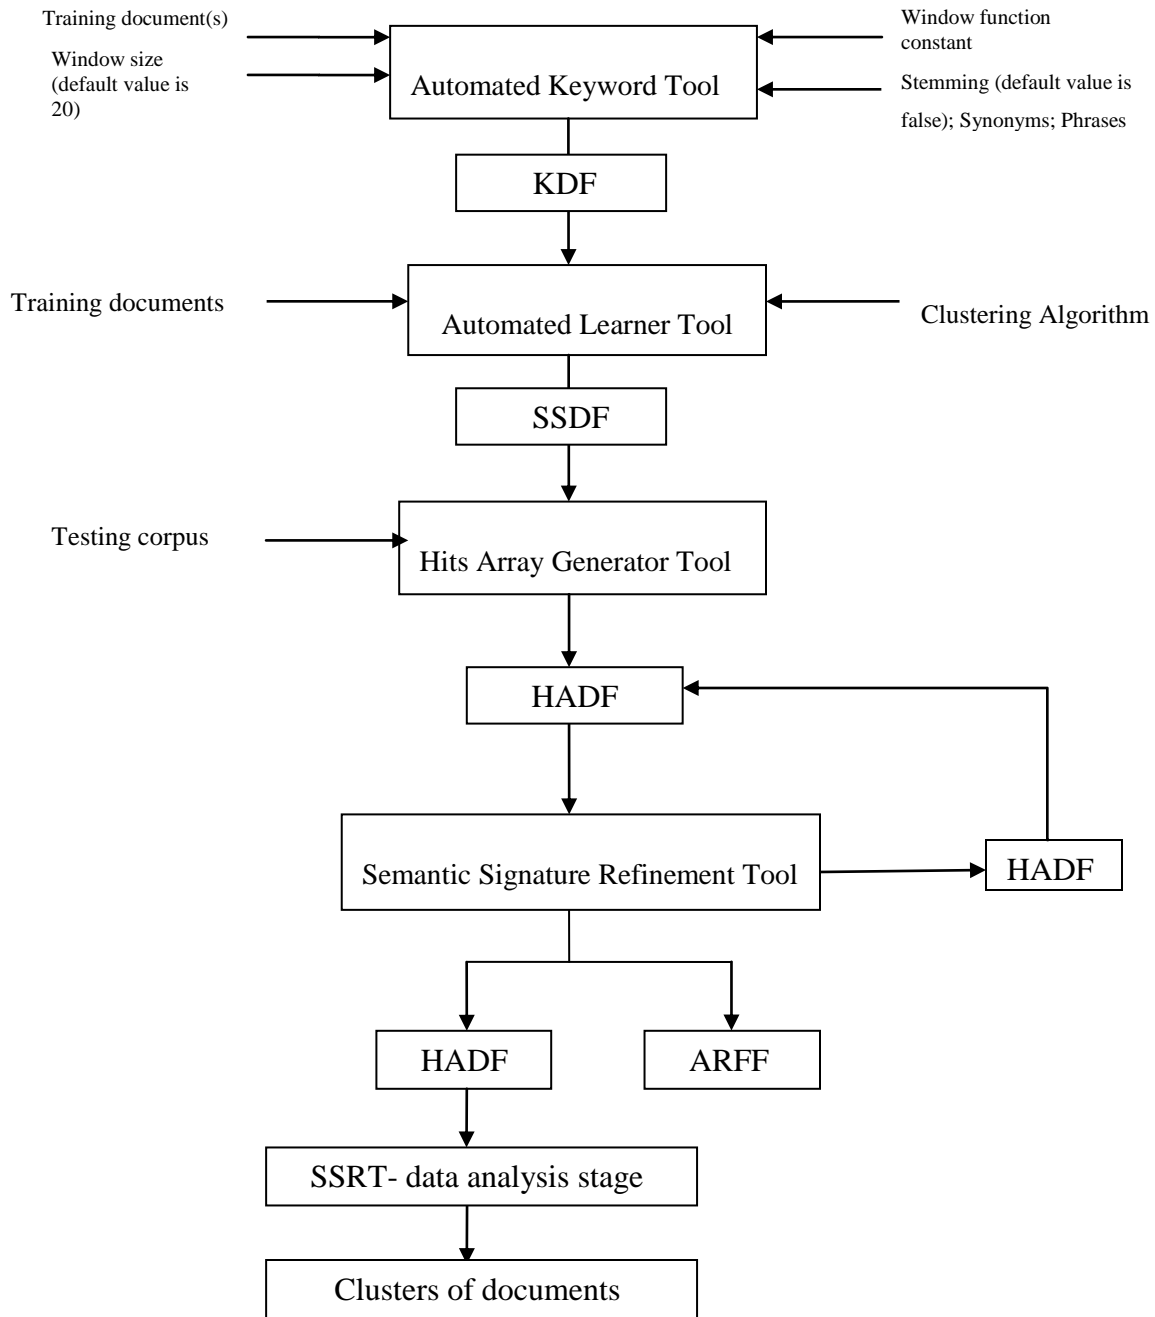 Training document(s)
Window size
(default value is
20)
Automated Keyword Tool
Window function
constant
Stemming (default value is
false); Synonyms; Phrases
KDF
Training documents
Automated Learner Tool
Clustering Algorithm
SSDF
Testing corpus
Hits Array Generator Tool
HADF
Semantic Signature Refinement Tool
HADF
HADF
ARFF
SSRT- data analysis stage
Clusters of documents